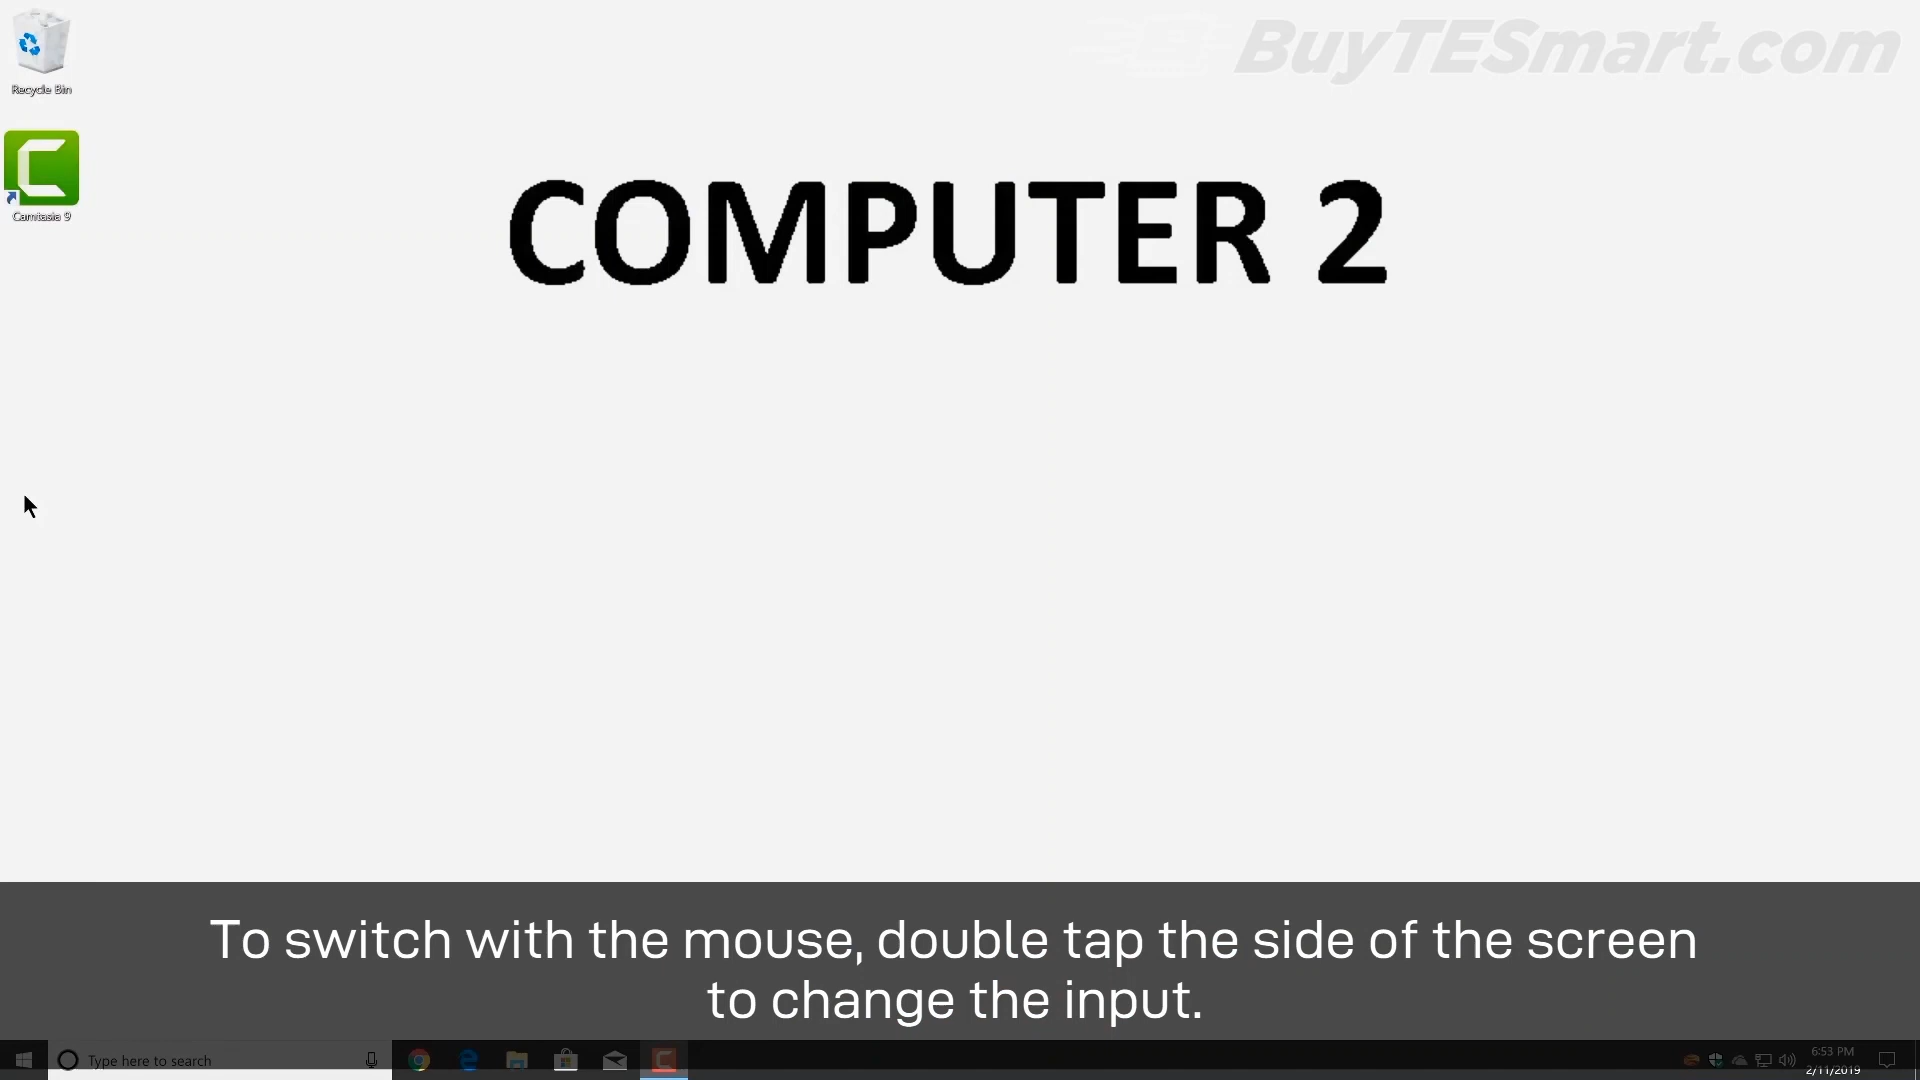 BuyTESmart.com
Recycle Bin
COMPUTER 2
Camtasia 9
To switch with the mouse, double tap the side of the screen
to change the input.
Type here to search
6:53 PM
2/11/2019